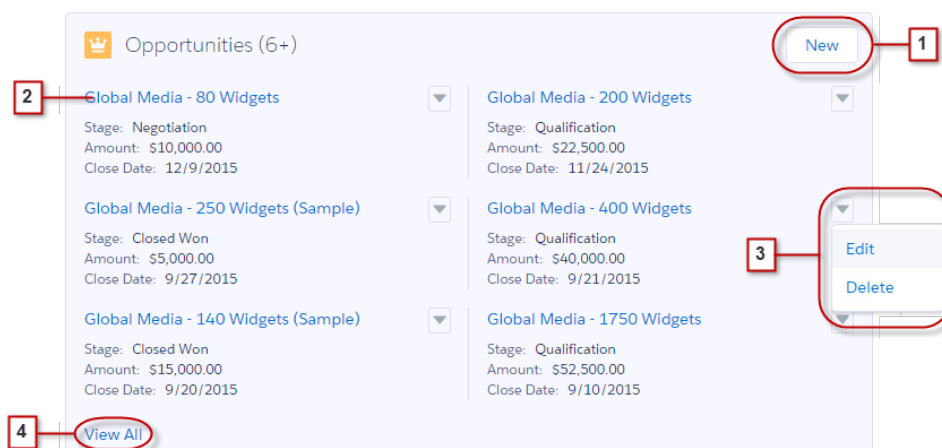 Opportunities (6+)
New
1
2
Global Media - 80 Widgets
Stage: Negotiation
Amount: $10,000.00
Close Date: 12/9/2015
Global Media - 200 Widgets
Stage: Qualification
Amount: $22,500.00
Close Date: 11/24/2015
Global Media - 250 Widgets (Sample)
Stage: Closed Won
Amount: $5,000.00
Close Date: 9/27/2015
Global Media - 400 Widgets
Stage: Qualification
Amount: $40,000.00
Close Date: 9/21/2015
3
Edit
Delete
Global Media - 140 Widgets (Sample)
Stage: Closed Won
Amount: $15,000.00
Close Date: 9/20/2015
Global Media - 1750 Widgets
Stage: Qualification
Amount: $52,500.00
Close Date: 9/10/2015
4
View All